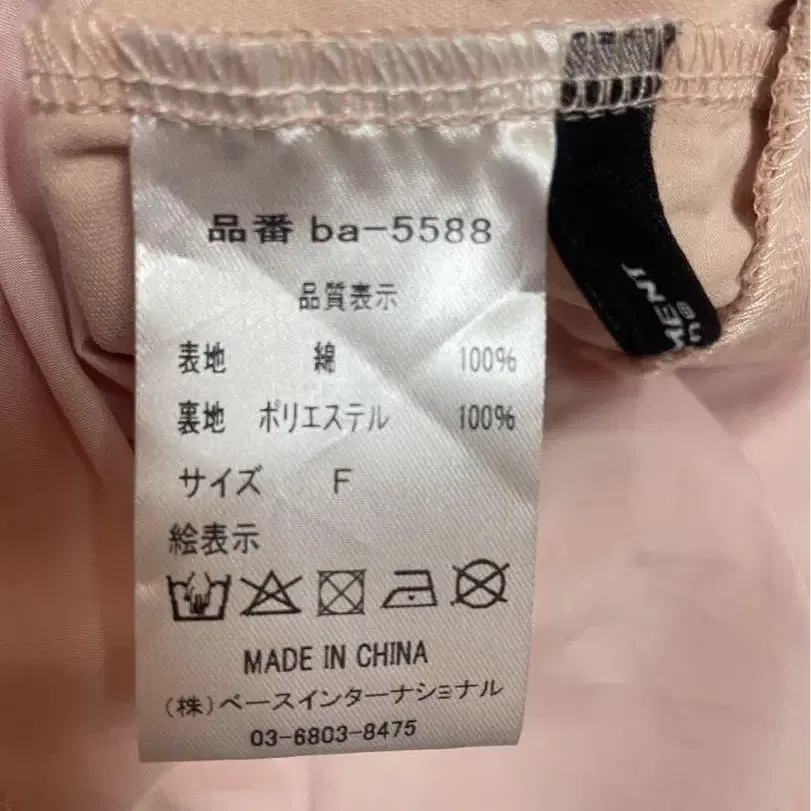 品番 ba-5588
品質表示
表地 綿 100%
裏地 ポリエステル 100%
サイズ F
絵表示
MADE IN CHINA
(株)ベースインターナショナル
03-6803-8475